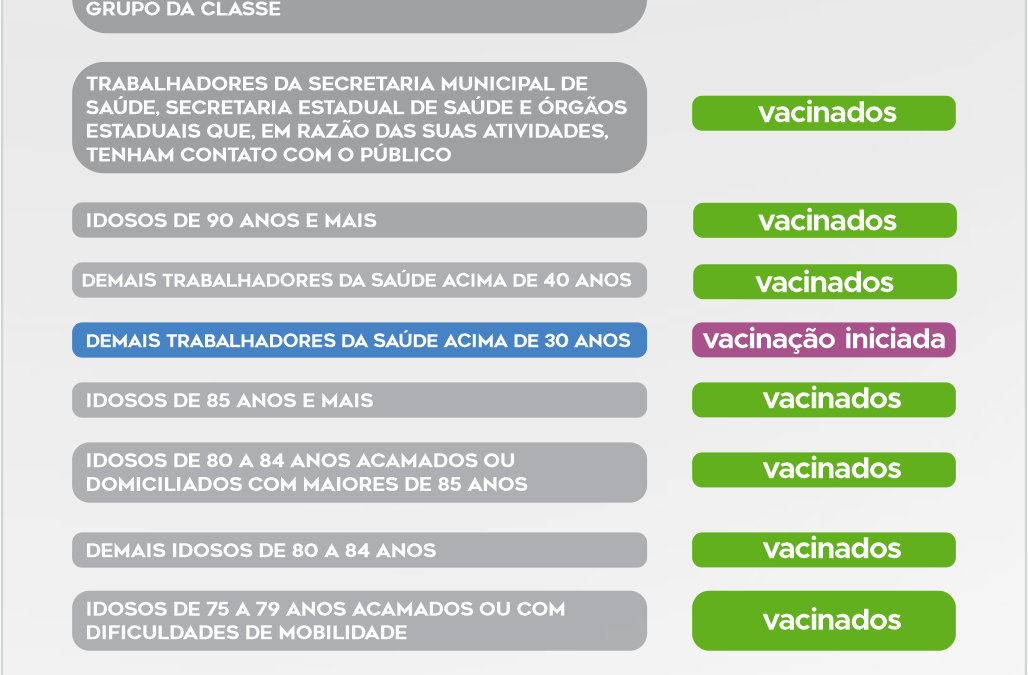 GRUPO DA CLASSE
TRABALHADORES DA SECRETARIA MUNICIPAL DE
SAÚDE, SECRETARIA ESTADUAL DE SAÚDE E ÓRGÃOS
ESTADUAIS QUE, EM RAZÃO DAS SUAS ATIVIDADES,
TENHAM CONTATO COM O PÚBLICO
vacinados
IDOSOS DE 90 ANOS E MAIS
vacinados
DEMAIS TRABALHADORES DA SAÚDE ACIMA DE 40 ANOS
vacinados
DEMAIS TRABALHADORES DA SAÚDE ACIMA DE 30 ANOS
vacinação iniciada
IDOSOS DE 85 ANOS E MAIS
vacinados
IDOSOS DE 80 A 84 ANOS ACAMADOS OU
DOMICILIADOS COM MAIORES DE 85 ANOS
vacinados
DEMAIS IDOSOS DE 80 A 84 ANOS
vacinados
IDOSOS DE 75 A 79 ANOS ACAMADOS OU COM
DIFICULDADES DE MOBILIDADE
vacinados